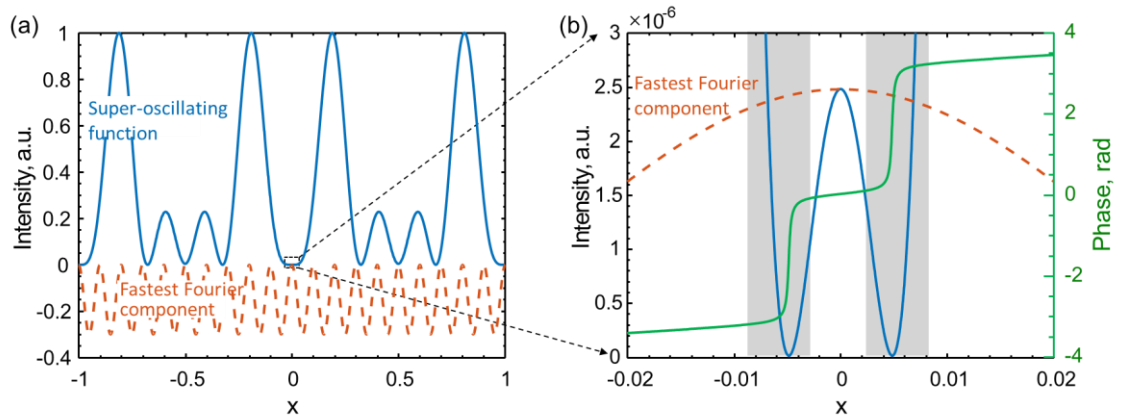 (a)
1
0.8
0.6
0.4
0.2
0
-0.2
-0.4
Intensity, a.u.
Super-oscillating
function
Fastest Fourier
component
-1
-0.5
0
0.5
1
x
(b)
×10⁻⁶
3
2.5
2
1.5
1
0.5
0
Intensity, a.u.
Fastest Fourier
component
-0.02
-0.01
0
0.01
0.02
x
4
2
0
-2
-4
Phase, rad